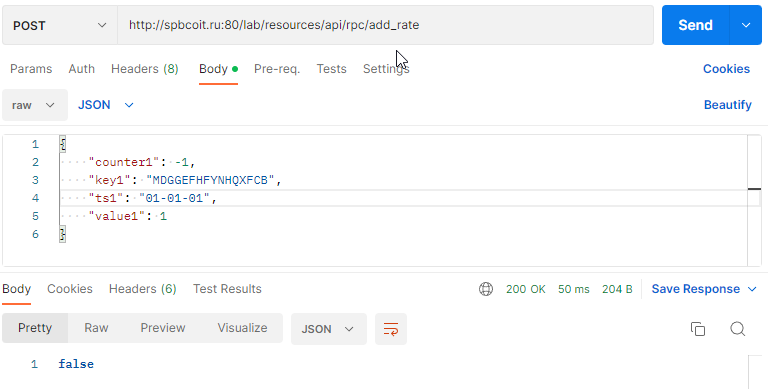 POST http://spbcoit.ru:80/lab/resources/api/rpc/add_rate Send
Params Auth Headers (8) Body Pre-req. Tests Settings Cookies
raw JSON Beautify
1 {
2 "counter1": -1,
3 "key1": "MDGGEFHFYNHQXFCB",
4 "ts1": "01-01-01",
5 "value1": 1
6 }
Body Cookies Headers (6) Test Results 200 OK 50 ms 204 B Save Response
Pretty Raw Preview Visualize JSON
1 false